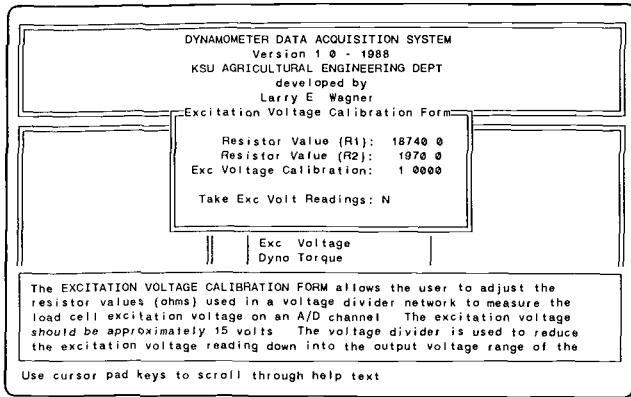 DYNAMOMETER DATA ACQUISITION SYSTEM
Version 1 0 - 1988
KSU AGRICULTURAL ENGINEERING DEPT
developed by
Larry E Wagner
Excitation Voltage Calibration Form
Resistor Value (R1): 18740 0
Resistor Value (R2): 1970 0
Exc Voltage Calibration: 1 0000
Take Exc Volt Readings: N
Exc Voltage
Dyno Torque
The EXCITATION VOLTAGE CALIBRATION FORM allows the user to adjust the
resistor values (ohms) used in a voltage divider network to measure the
load cell excitation voltage on an A/D channel The excitation voltage
should be approximately 15 volts The voltage divider is used to reduce
the excitation voltage reading down into the output voltage range of the
Use cursor pad keys to scroll through help text